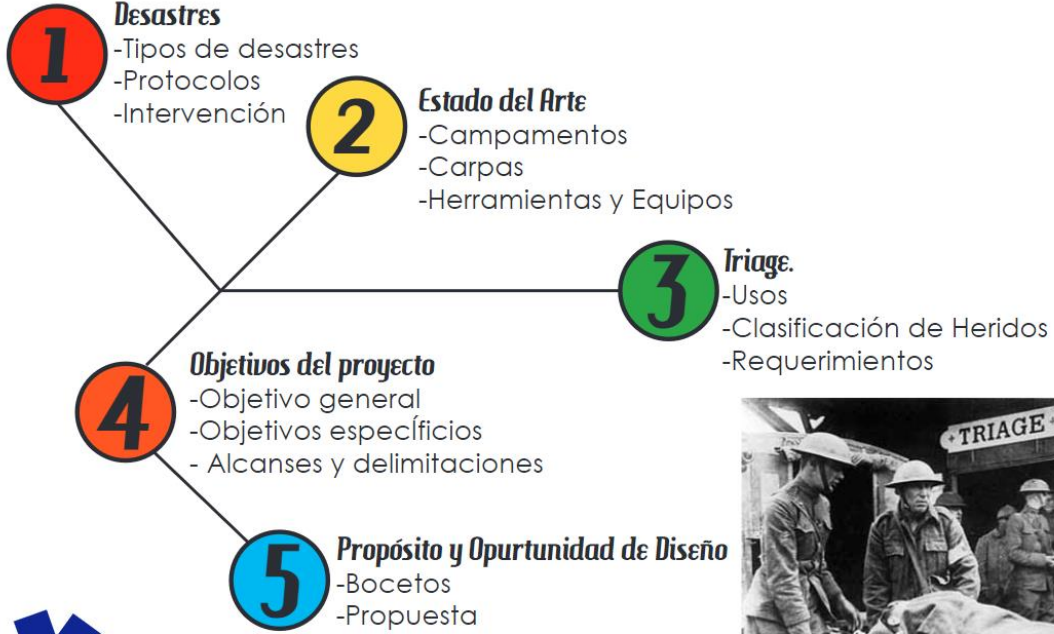 1
Desastres
-Tipos de desastres
-Protocolos
-Intervención
2
Estado del Arte
-Campamentos
-Carpas
-Herramientas y Equipos
3
Triage.
-Usos
-Clasificación de Heridos
-Requerimientos
4
Objetivos del proyecto
-Objetivo general
-Objetivos específicios
- Alcanses y delimitaciones
5
Propósito y Opurtunidad de Diseño
-Bocetos
-Propuesta
TRIAGE